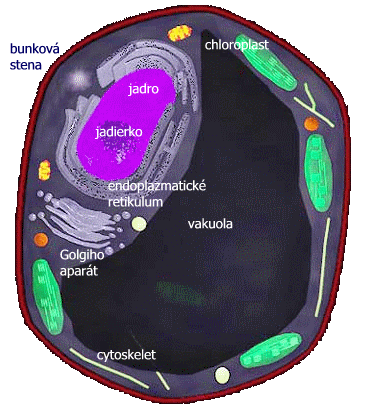 bunková
stena
chloroplast
jadro
jadierko
endoplazmatické
retikulum
vakuola
Golgiho
aparát
cytoskelet